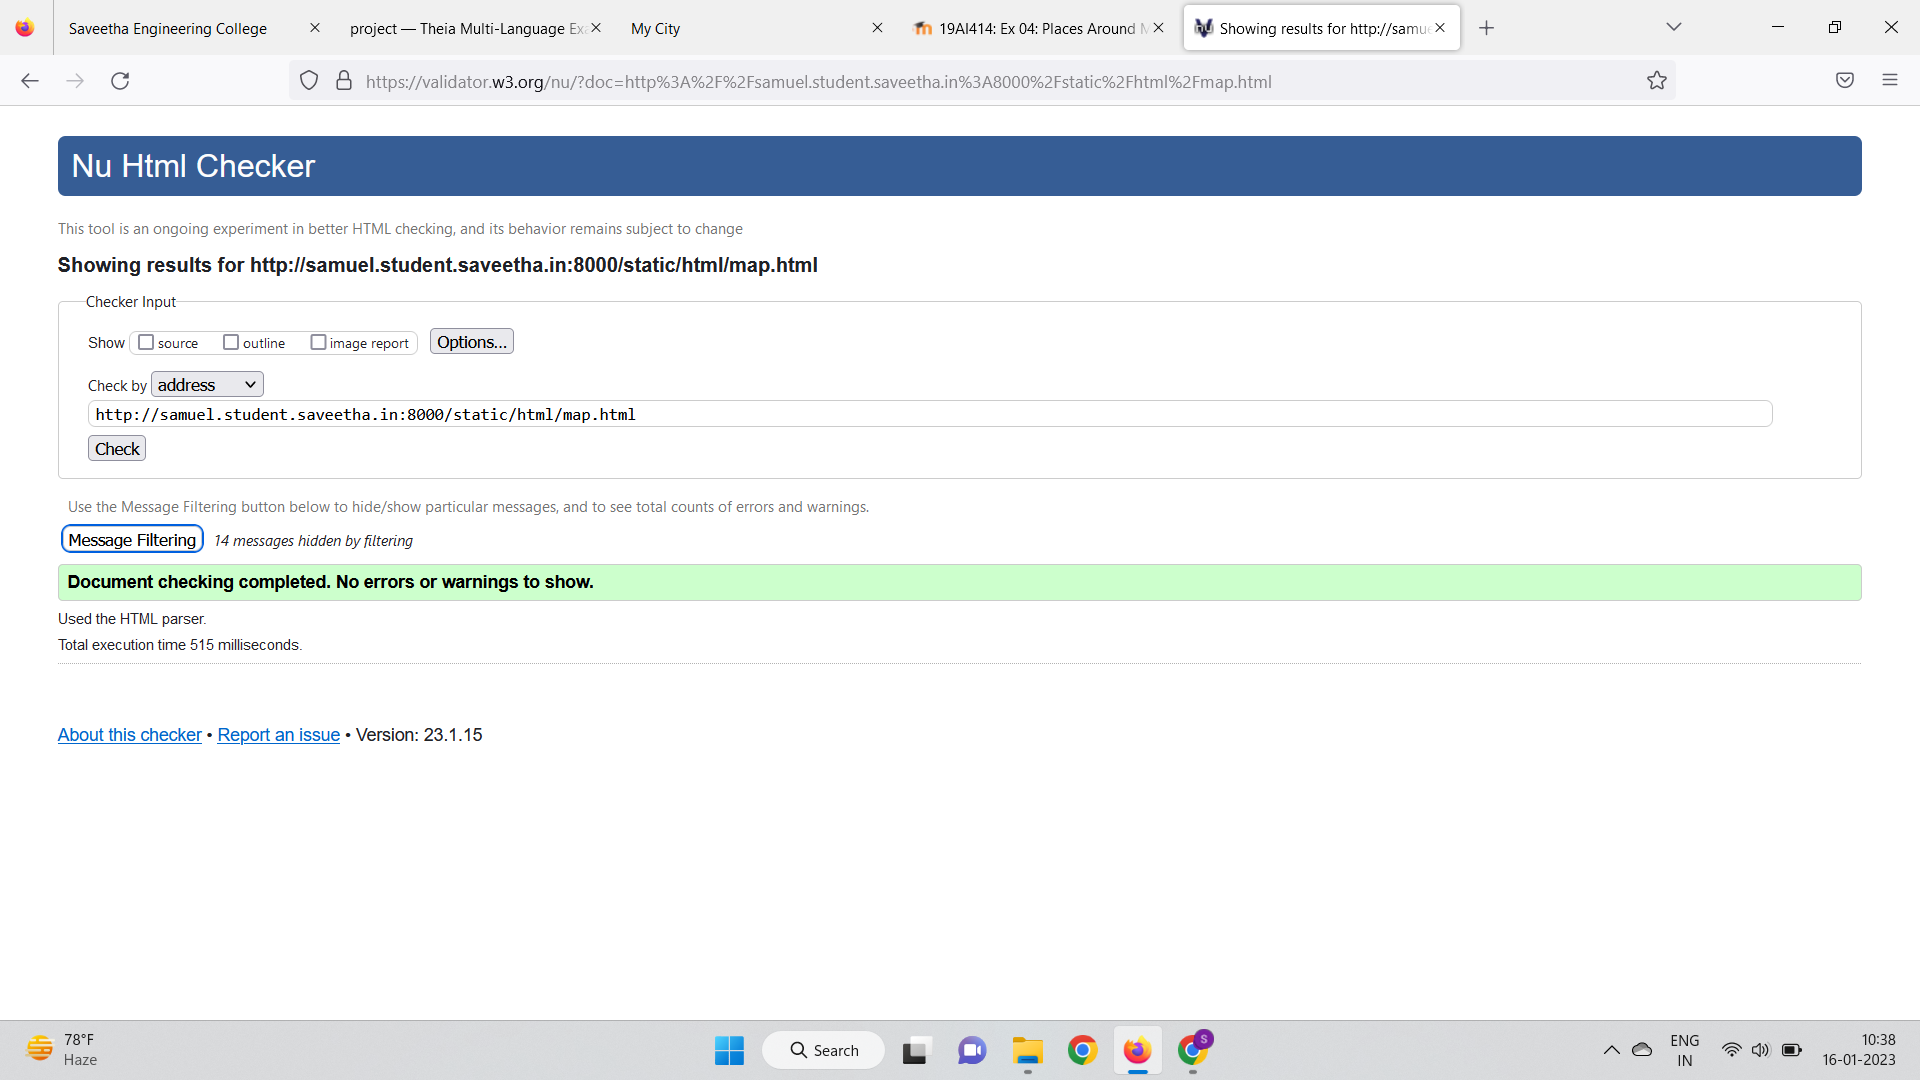 Saveetha Engineering College
project — Theia Multi-Language Ex
My City
19AI414: Ex 04: Places Around
Showing results for http://samu
https://validator.w3.org/nu/?doc=http%3A%2F%2Fsamuel.student.saveetha.in%3A8000%2Fstatic%2Fhtml%2Fmap.html
Nu Html Checker
This tool is an ongoing experiment in better HTML checking, and its behavior remains subject to change
Showing results for http://samuel.student.saveetha.in:8000/static/html/map.html
Checker Input
Show source outline image report Options...
Check by address
http://samuel.student.saveetha.in:8000/static/html/map.html
Check
Use the Message Filtering button below to hide/show particular messages, and to see total counts of errors and warnings.
Message Filtering 14 messages hidden by filtering
Document checking completed. No errors or warnings to show.
Used the HTML parser.
Total execution time 515 milliseconds.
About this checker • Report an issue • Version: 23.1.15
78°F
Haze
Search
S
ENG
IN
10:38
16-01-2023